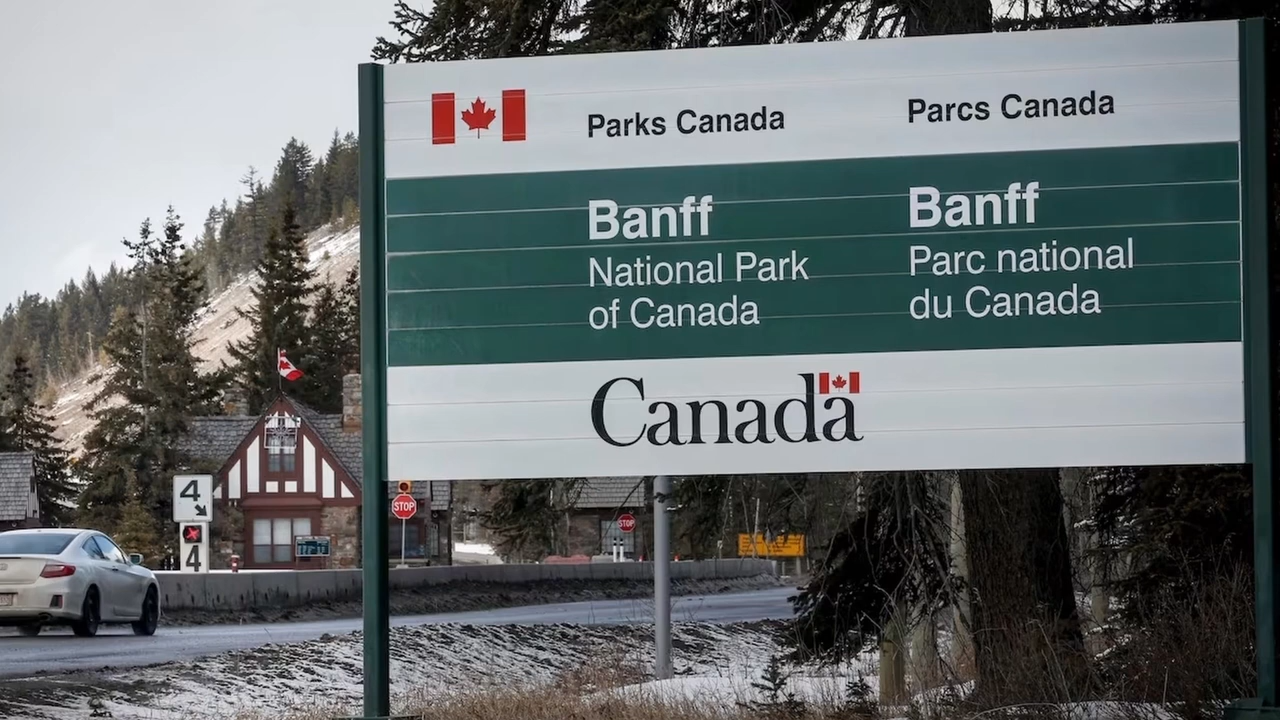 Parks Canada
Parcs Canada
Banff
National Park
of Canada
Banff
Parc national
du Canada
Canada
4
4
STOP
STOP